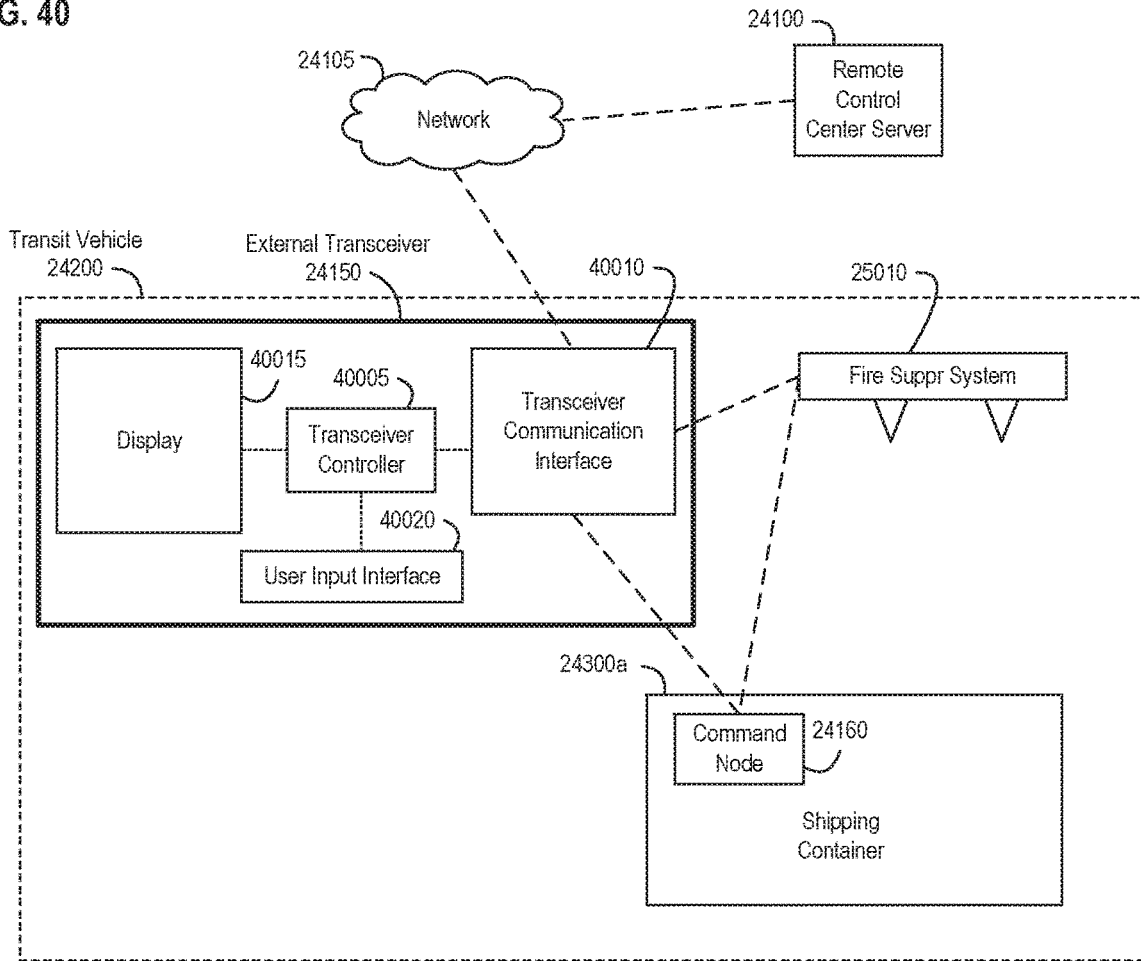 G. 40
24100
24105
Remote
Control
Center Server
Network
Transit Vehicle
24200
External Transceiver
24150
40010
25010
40015
40005
Fire Suppr System
Display
Transceiver
Controller
Transceiver
Communication
Interface
40020
User Input Interface
24300a
Command
Node
24160
Shipping
Container